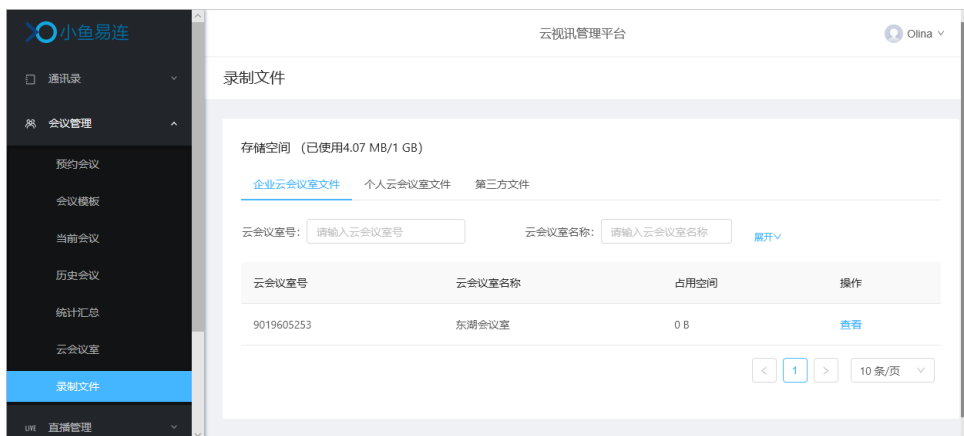 小鱼易连
云视讯管理平台
Olina
通讯录
录制文件
会议管理
预约会议
会议模板
当前会议
历史会议
统计汇总
云会议室
录制文件
LIVE 直播管理
存储空间 (已使用4.07 MB/1 GB)
企业云会议室文件 个人云会议室文件 第三方文件
云会议室号: 请输入云会议室号 云会议室名称: 请输入云会议室名称 展开
云会议室号 云会议室名称 占用空间 操作
9019605253 东湖会议室 0 B 查看
< 1 > 10 条/页